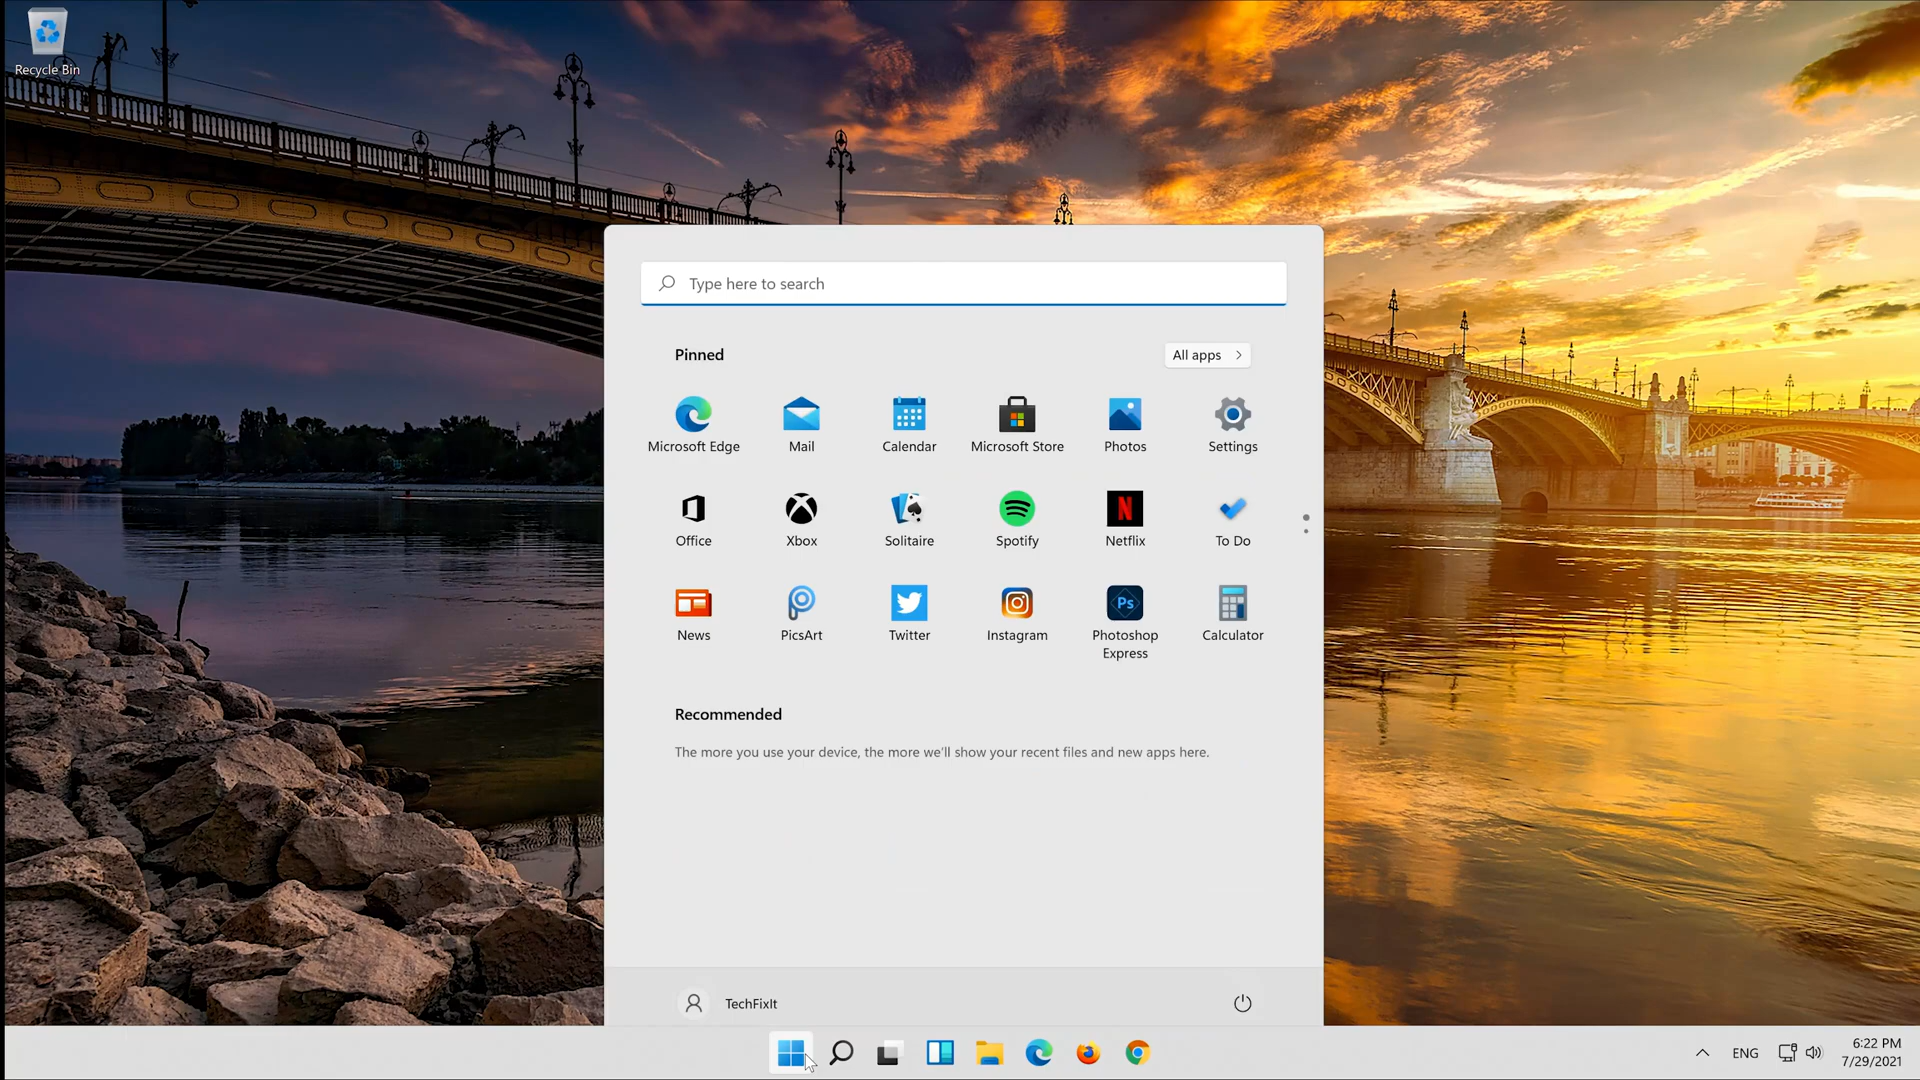 Recycle Bin
Type here to search
Pinned
All apps
Microsoft Edge
Mail
Calendar
Microsoft Store
Photos
Settings
Office
Xbox
Solitaire
Spotify
Netflix
To Do
News
PicsArt
Twitter
Instagram
Ps
Photoshop
Express
Calculator
Recommended
The more you use your device, the more we'll show your recent files and new apps here.
TechFixIt
ENG
6:22 PM
7/29/2021